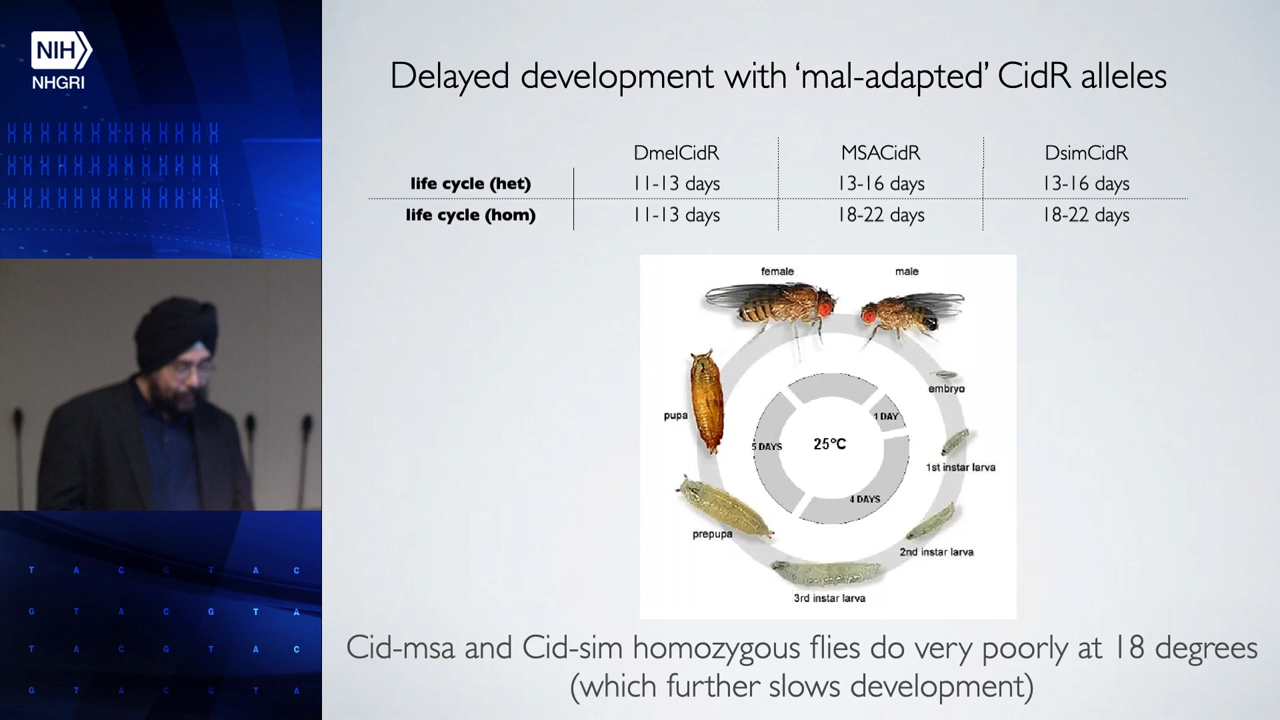 NIH
NHGRI
Delayed development with ‘mal-adapted’ CidR alleles
DmelCidR MSACidR DsimCidR
life cycle (het) 11-13 days 13-16 days 13-16 days
life cycle (hom) 11-13 days 18-22 days 18-22 days
female male
embryo
pupa
1 DAY
5 DAYS 25°C
1st instar larva
4 DAYS
prepupa
2nd instar larva
3rd instar larva
Cid-msa and Cid-sim homozygous flies do very poorly at 18 degrees
(which further slows development)
T A C G T A C
G T A C G T A
T A C G T A C
G T A C G T A